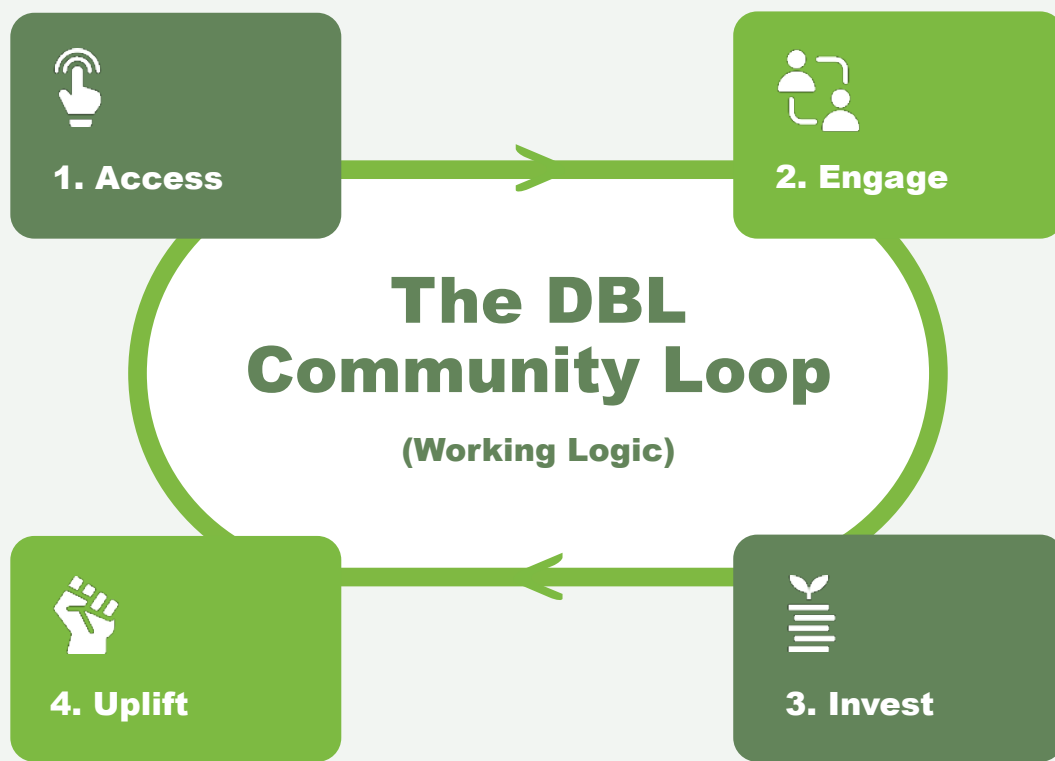 1. Access
2. Engage
The DBL
Community Loop
(Working Logic)
4. Uplift
3. Invest